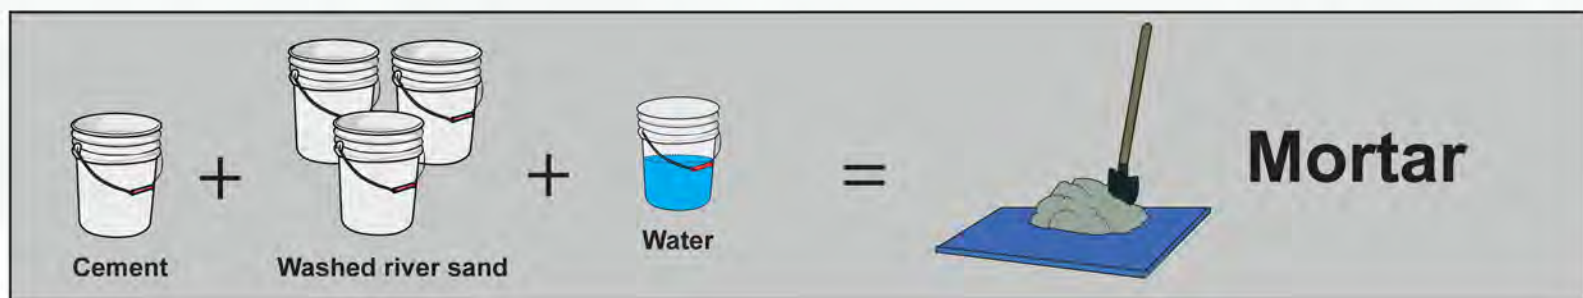 +
+
=
Mortar
Cement
Washed river sand
Water